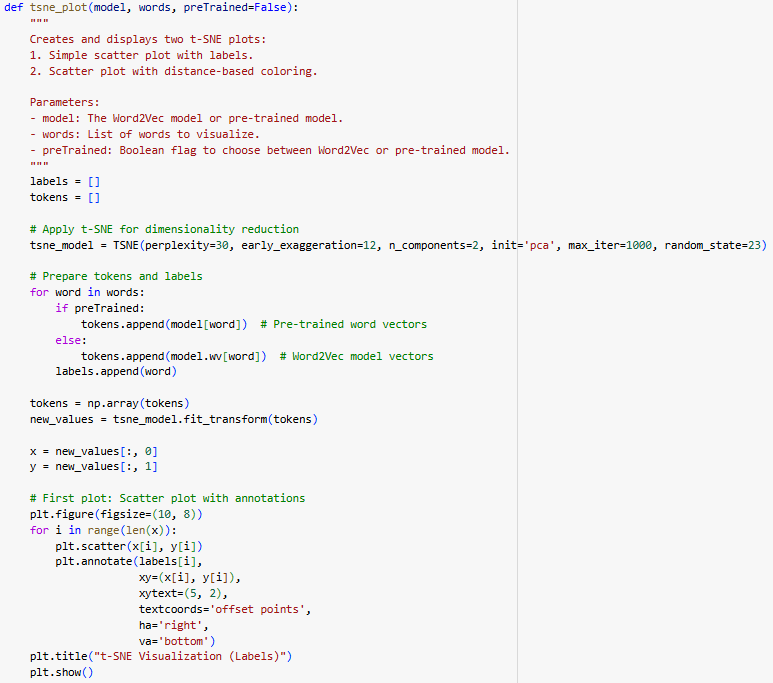 def tsne_plot(model, words, preTrained=False):
    """
    Creates and displays two t-SNE plots:
    1. Simple scatter plot with labels.
    2. Scatter plot with distance-based coloring.

    Parameters:
    - model: The Word2Vec model or pre-trained model.
    - words: List of words to visualize.
    - preTrained: Boolean flag to choose between Word2Vec or pre-trained model.
    """
    labels = []
    tokens = []

    # Apply t-SNE for dimensionality reduction
    tsne_model = TSNE(perplexity=30, early_exaggeration=12, n_components=2, init='pca', max_iter=1000, random_state=23)

    # Prepare tokens and labels
    for word in words:
        if preTrained:
            tokens.append(model[word])  # Pre-trained word vectors
        else:
            tokens.append(model.wv[word])  # Word2Vec model vectors
        labels.append(word)

    tokens = np.array(tokens)
    new_values = tsne_model.fit_transform(tokens)

    x = new_values[:, 0]
    y = new_values[:, 1]

    # First plot: Scatter plot with annotations
    plt.figure(figsize=(10, 8))
    for i in range(len(x)):
        plt.scatter(x[i], y[i])
        plt.annotate(labels[i],
                     xy=(x[i], y[i]),
                     xytext=(5, 2),
                     textcoords='offset points',
                     ha='right',
                     va='bottom')
    plt.title("t-SNE Visualization (Labels)")
    plt.show()